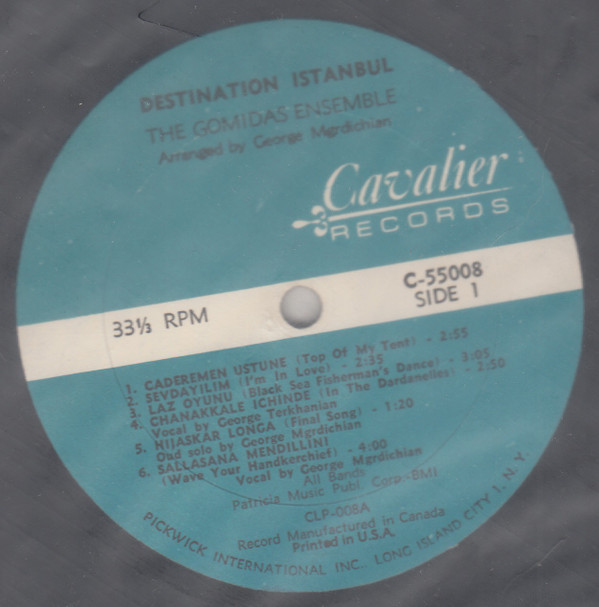 DESTINATION ISTANBUL
THE GOMIDAS ENSEMBLE
Arranged by George Mgrdichian
Cavalier
RECORDS
33⅓ RPM
C-55008
SIDE 1
1. CADEREMEN USTUNE (Top Of My Tent) - 2:55
2. SEVDAYILIM (I'm In Love) - 2:35
3. LAZ OYUNU (Black Sea Fisherman's Dance) - 3:05
4. CHANAKKALE ICHINDE (In The Dardanelles) - 2:50
Vocal by George Terkhanian
5. HIJASKAR LONGA (Final Song) - 1:20
Oud solo by George Mgrdichian
6. SALLASANA MENDILLINI
(Wave Your Handkerchief) - 4:00
Vocal by George Mgrdichian
All Bands
Patricia Music Publ. Corp.-BMI
CLP-008A
Record Manufactured in Canada
Printed in U.S.A.
PICKWICK INTERNATIONAL INC. LONG ISLAND CITY 1, N.Y.